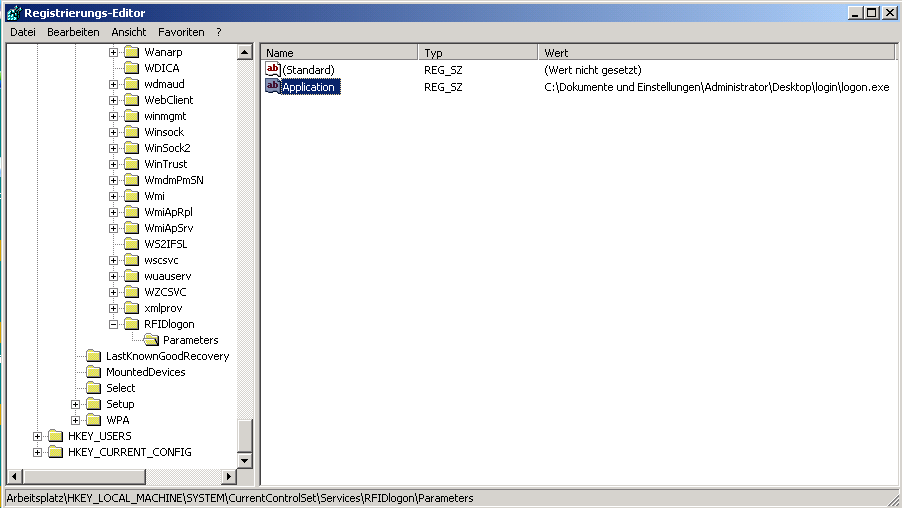 Registrierungs-Editor
Datei Bearbeiten Ansicht Favoriten ?
Wanarp
WDICA
wdmaud
WebClient
winmgmt
Winsock
WinSock2
WinTrust
WmdmPmSN
Wmi
WmiApRpl
WmiApSrv
WS2IFSL
wscsvc
wuauserv
WZCSVC
xmlprov
RFIDlogon
Parameters
LastKnownGoodRecovery
MountedDevices
Select
Setup
WPA
HKEY_USERS
HKEY_CURRENT_CONFIG
Name Typ Wert
(Standard) REG_SZ (Wert nicht gesetzt)
Application REG_SZ C:\Dokumente und Einstellungen\Administrator\Desktop\login\logon.exe
Arbeitsplatz\HKEY_LOCAL_MACHINE\SYSTEM\CurrentControlSet\Services\RFIDlogon\Parameters